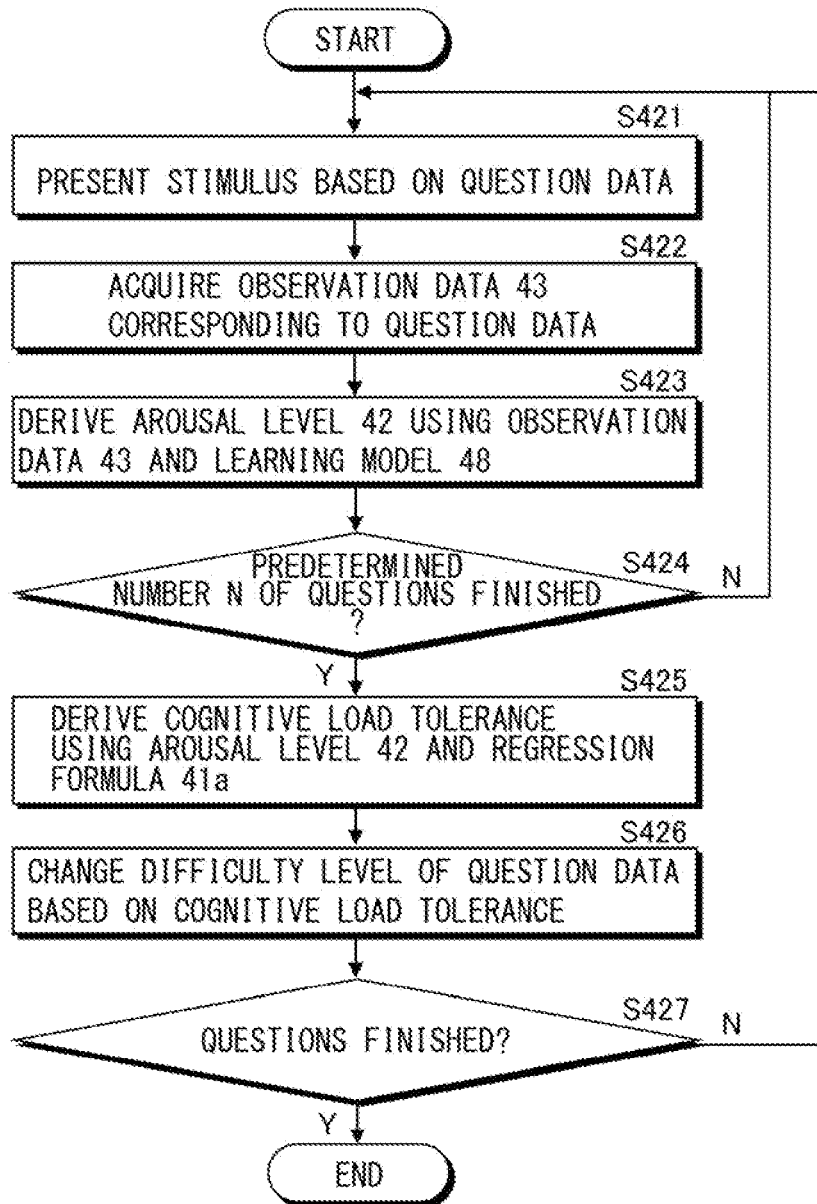 START
S421
PRESENT STIMULUS BASED ON QUESTION DATA
S422
ACQUIRE OBSERVATION DATA 43
CORRESPONDING TO QUESTION DATA
S423
DERIVE AROUSAL LEVEL 42 USING OBSERVATION
DATA 43 AND LEARNING MODEL 48
S424
PREDETERMINED
NUMBER N OF QUESTIONS FINISHED
?
N
Y
S425
DERIVE COGNITIVE LOAD TOLERANCE
USING AROUSAL LEVEL 42 AND REGRESSION
FORMULA 41a
S426
CHANGE DIFFICULTY LEVEL OF QUESTION DATA
BASED ON COGNITIVE LOAD TOLERANCE
S427
QUESTIONS FINISHED?
N
Y
END